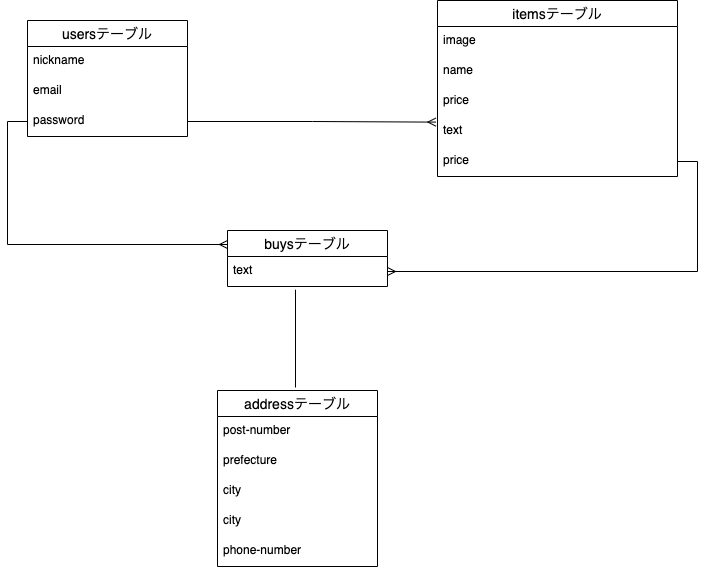 usersテーブル
nickname
email
password
itemsテーブル
image
name
price
text
price
buysテーブル
text
addressテーブル
post-number
prefecture
city
city
phone-number